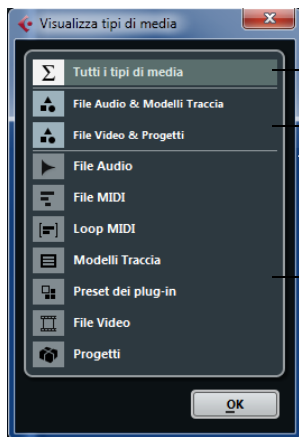 Visualizza tipi di media
Σ Tutti i tipi di media
File Audio & Modelli Traccia
File Video & Progetti
File Audio
File MIDI
Loop MIDI
Modelli Traccia
Preset dei plug-in
File Video
Progetti
OK